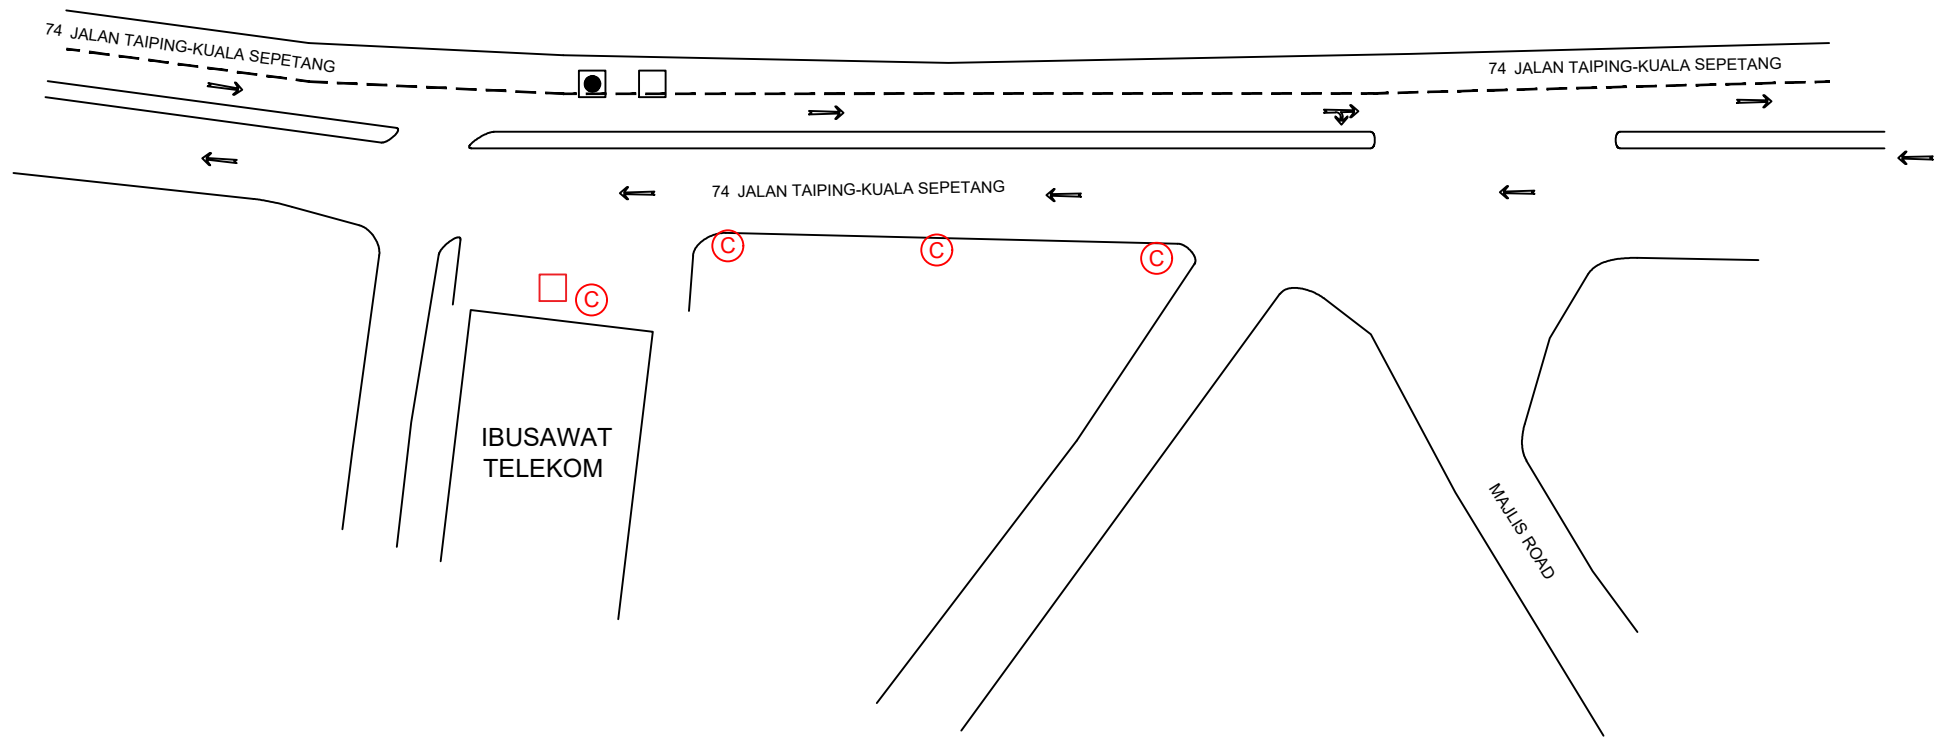 74 JALAN TAIPING-KUALA SEPETANG
74 JALAN TAIPING-KUALA SEPETANG
74 JALAN TAIPING-KUALA SEPETANG
C
C
C
C
IBUSAWAT
TELEKOM
MAJLIS ROAD